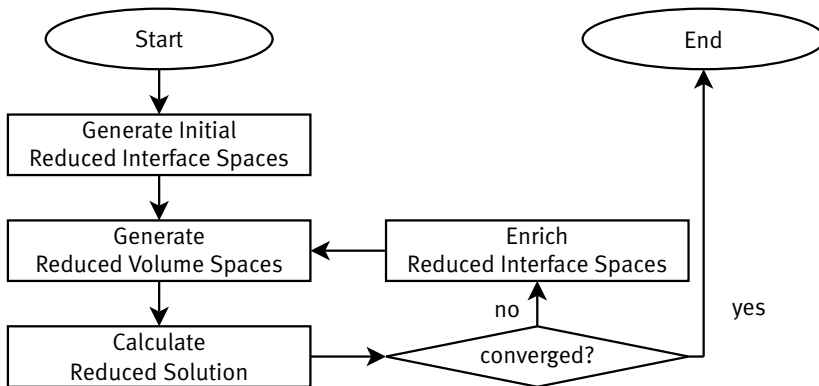 Start
End
Generate Initial
Reduced Interface Spaces
Generate
Reduced Volume Spaces
Enrich
Reduced Interface Spaces
no
yes
Calculate
Reduced Solution
converged?